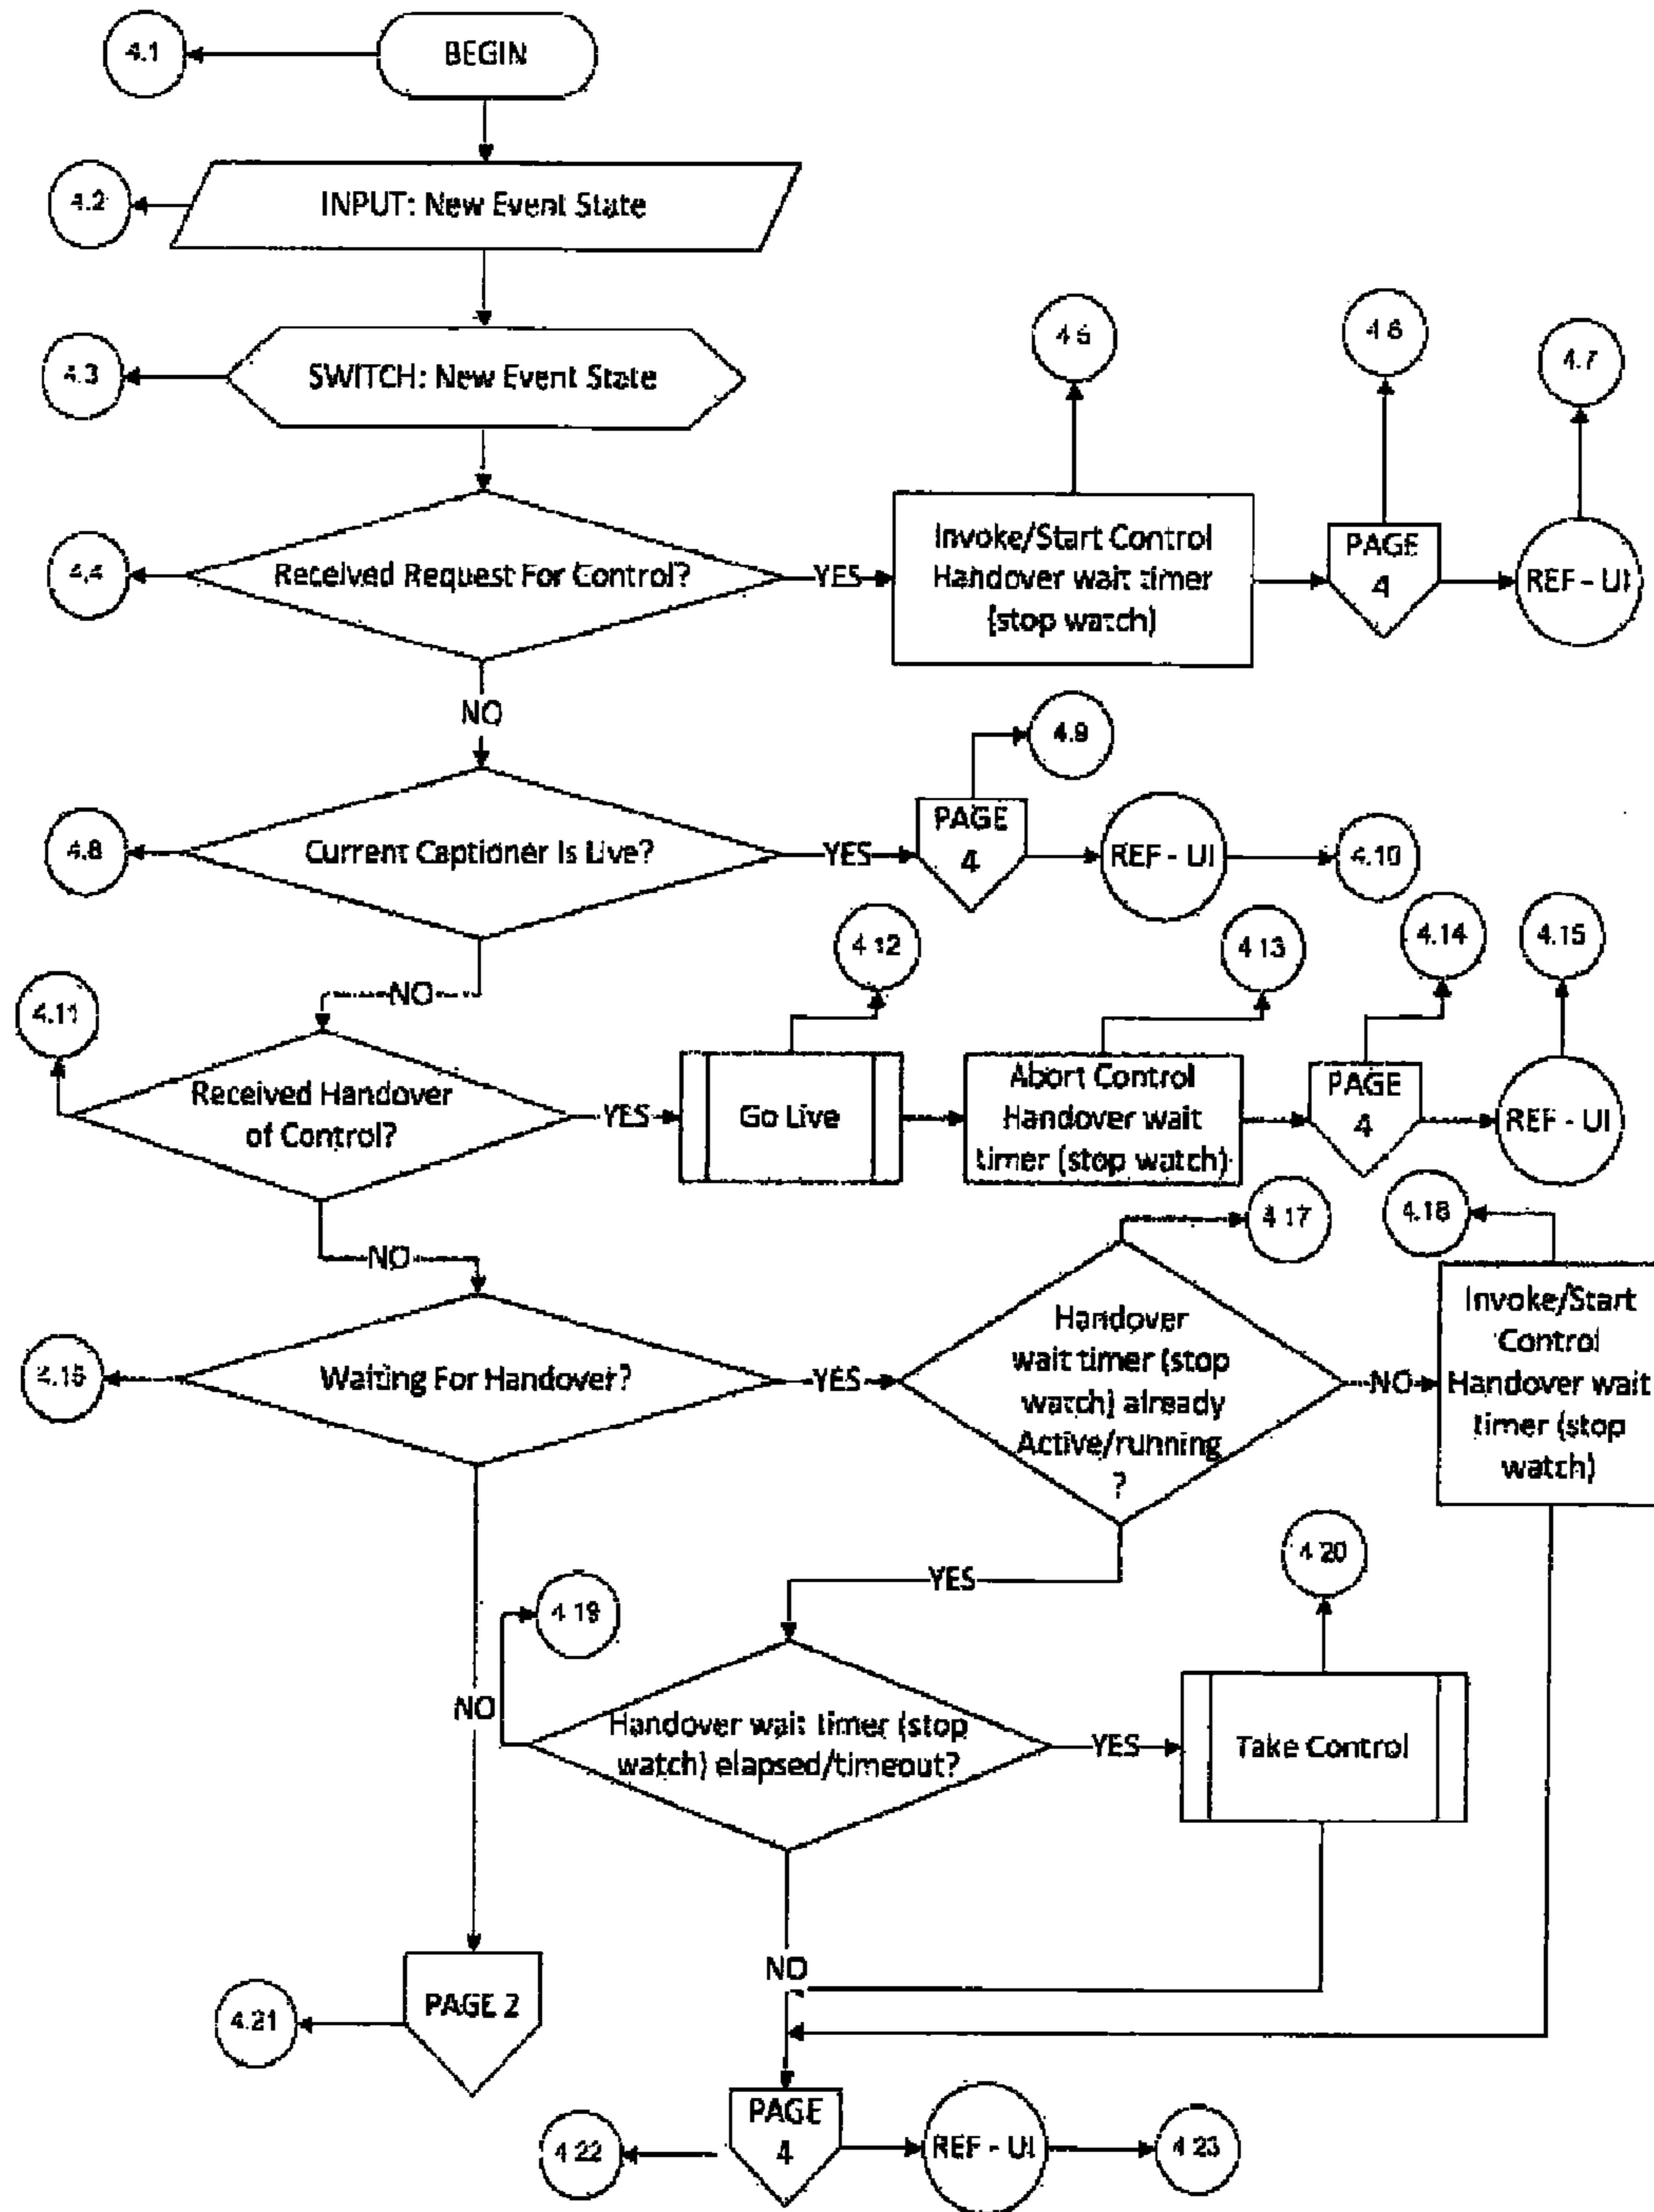 4.1
BEGIN
4.2
INPUT: New Event State
4.3
SWITCH: New Event State
4.4
Received Request For Control?
YES
Invoke/Start Control
Handover wait timer
(stop watch)
4.5
PAGE
4
4.6
REF - UI
4.7
NO
4.8
Current Captioner Is Live?
YES
PAGE
4
4.9
REF - UI
4.10
NO
4.11
Received Handover
of Control?
YES
Go Live
4.12
Abort Control
Handover wait
timer (stop watch)
4.13
PAGE
4
4.14
REF - UI
4.15
NO
4.16
Waiting For Handover?
YES
Handover
wait timer (stop
watch) already
Active/running
?
4.17
NO
Invoke/Start
Control
Handover wait
timer (stop
watch)
4.18
YES
4.19
Handover wait timer (stop
watch) elapsed/timeout?
YES
Take Control
4.20
NO
NO
PAGE 2
4.21
PAGE
4
4.22
REF - UI
4.23